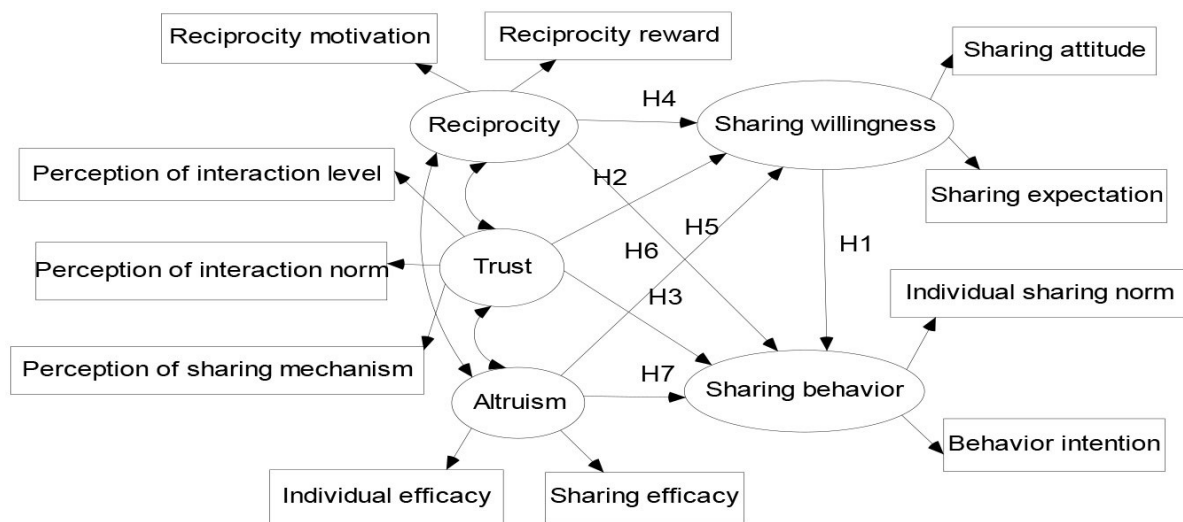 Reciprocity motivation
Reciprocity reward
Sharing attitude
H4
Reciprocity
Sharing willingness
Perception of interaction level
H2
Sharing expectation
H5
H1
H6
Perception of interaction norm
Trust
H3
Individual sharing norm
Perception of sharing mechanism
H7
Sharing behavior
Altruism
Behavior intention
Individual efficacy
Sharing efficacy